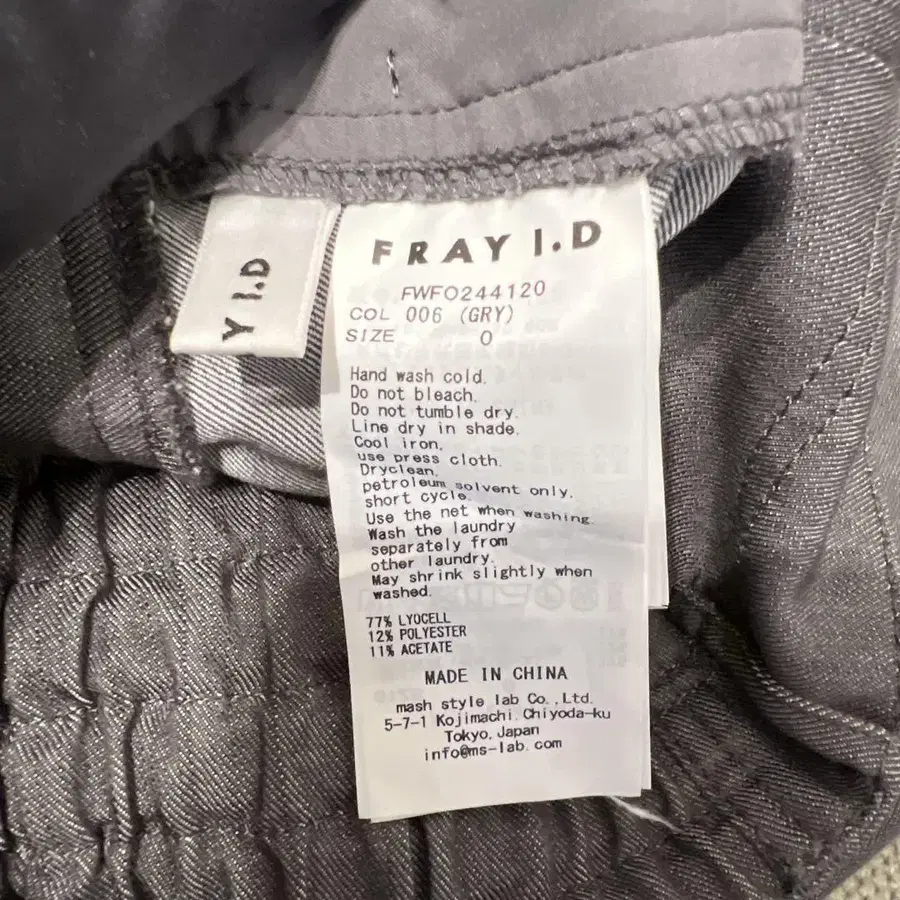 Y I.D
FRAY I.D
FWFO244120
COL 006 (GRY)
SIZE 0
Hand wash cold.
Do not bleach.
Do not tumble dry.
Line dry in shade.
Cool iron,
use press cloth.
Dryclean,
petroleum solvent only,
short cycle.
Use the net when washing.
Wash the laundry
separately from
other laundry.
May shrink slightly when
washed.
77% LYOCELL
12% POLYESTER
11% ACETATE
MADE IN CHINA
mash style lab Co.,Ltd.
5-7-1 Kojimachi Chiyoda-ku
Tokyo, Japan
info@ms-lab.com